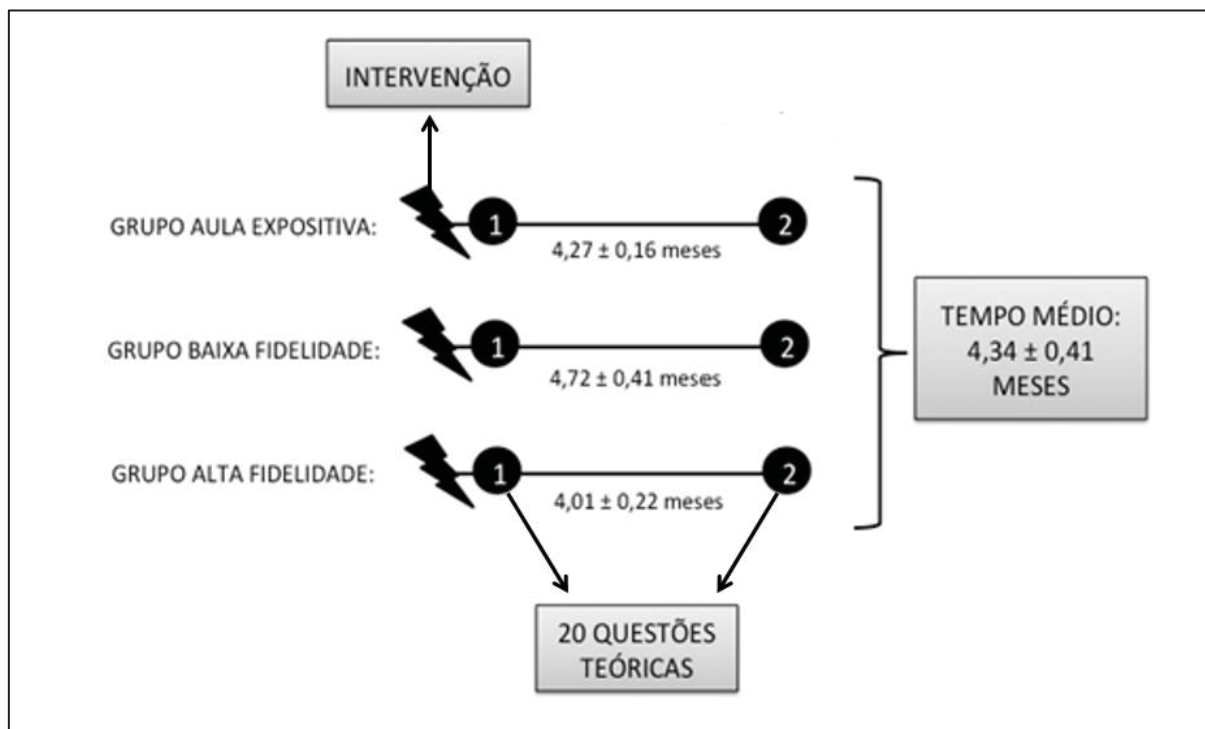 INTERVENÇÃO
GRUPO AULA EXPOSITIVA:
1
2
4,27 ± 0,16 meses
GRUPO BAIXA FIDELIDADE:
1
2
4,72 ± 0,41 meses
TEMPO MÉDIO:
4,34 ± 0,41
MESES
GRUPO ALTA FIDELIDADE:
1
2
4,01 ± 0,22 meses
20 QUESTÕES
TEÓRICAS